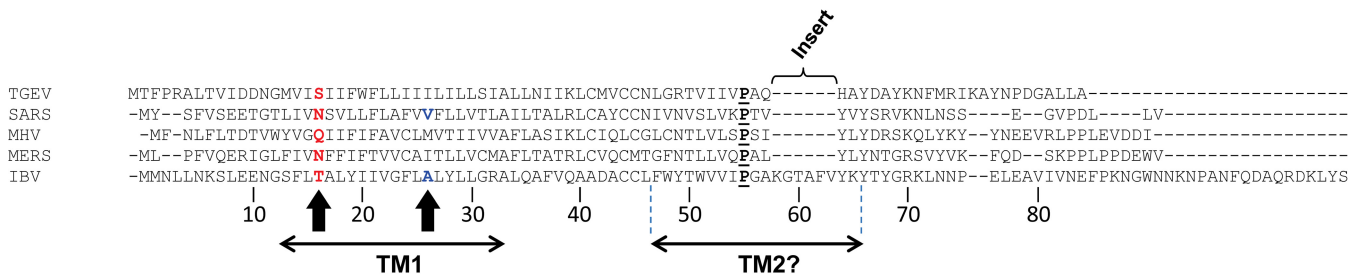 Insert
TGEV MTFPRALTVIDDNGMVISIIFWFLLIIILILLSIALLNIIKLCMVCCNLGRTVIIVPAQ------HAYDAYKNFMRIKAYNPDGALLA------------------------
SARS -MY--SFVSEETGTLIVNSVLLFLAFVVFLLVTLAILTALRLCAYCCNIVNVSLVKPTV------YVYSRVKNLNSS----E--GVPDL----LV-----------------
MHV -MF-NLFLTDTVWYVGQIIFIFAVCLMVTIIVVAFLASIKLCIQLCGLCNTLVLSPSI------YLYDRSKQLYKY--YNEEVRLPPLEVDDI------------------
MERS -ML--PFVQERIGLFIVNFFIFTVVCAITLLVCMAFLTATRLCVQCMTGFNTLLVQPAL------YLYNTGRSVYVK--FQD--SKPPLPPDEWV-----------------
IBV -MMNLLNKSLEENGSFLTALYIIVGFLALYLLGRALQAFVQAADACCLFWYTWVVIPGAKGTAFVYKYTYGRKLNNP--ELEAVIVNEFPKNGWNNKNPANFQDAQRDKLYS
10 20 30 40 50 60 70 80
TM1 TM2?